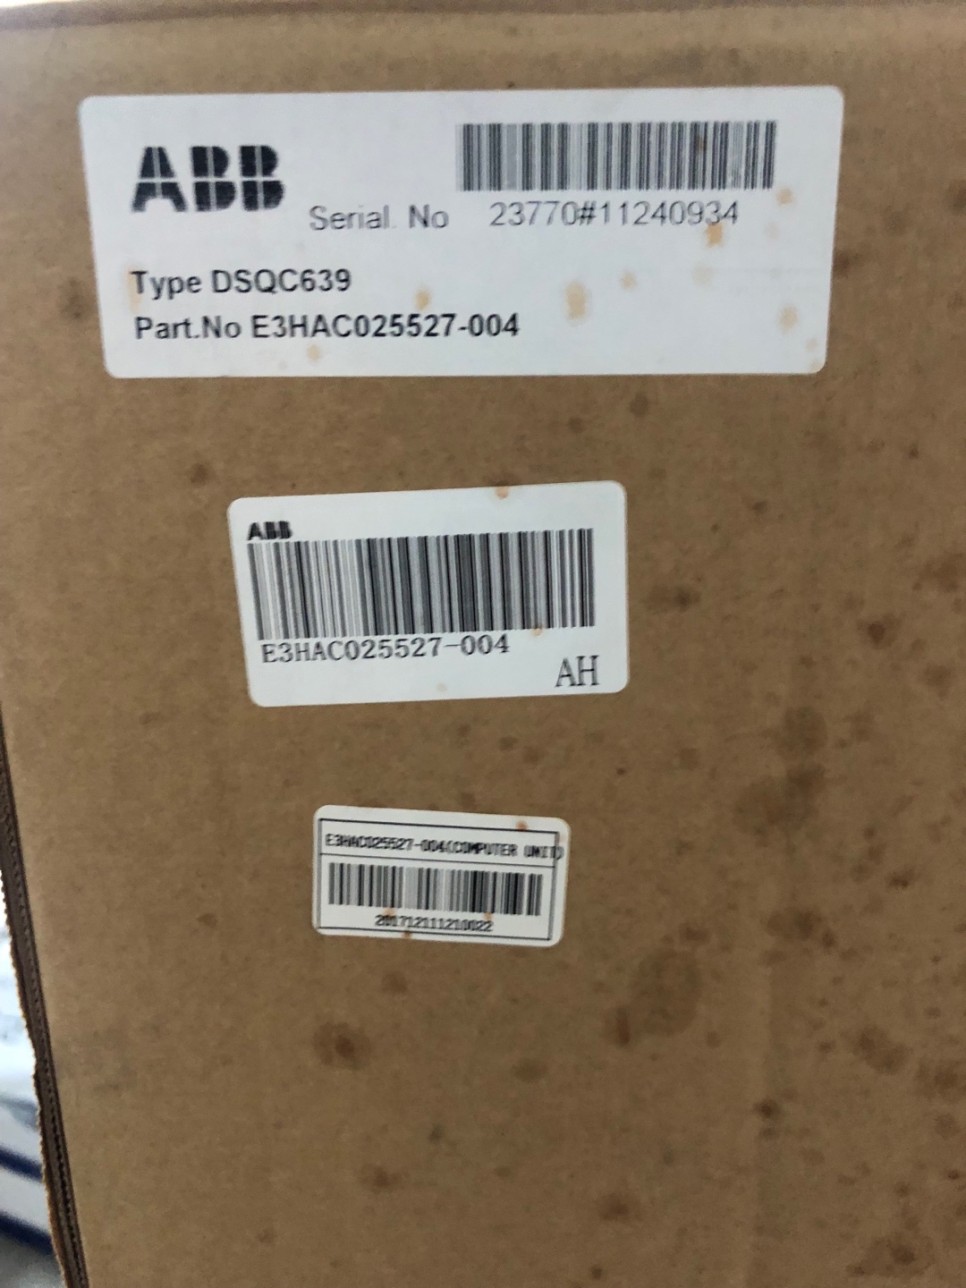 ABB
Serial. No 23770#11240934
Type DSQC639
Part.No E3HAC025527-004
ABB
E3HAC025527-004
AH
E3HAC025527-004(COMPUTER UNIT)
201712111210022